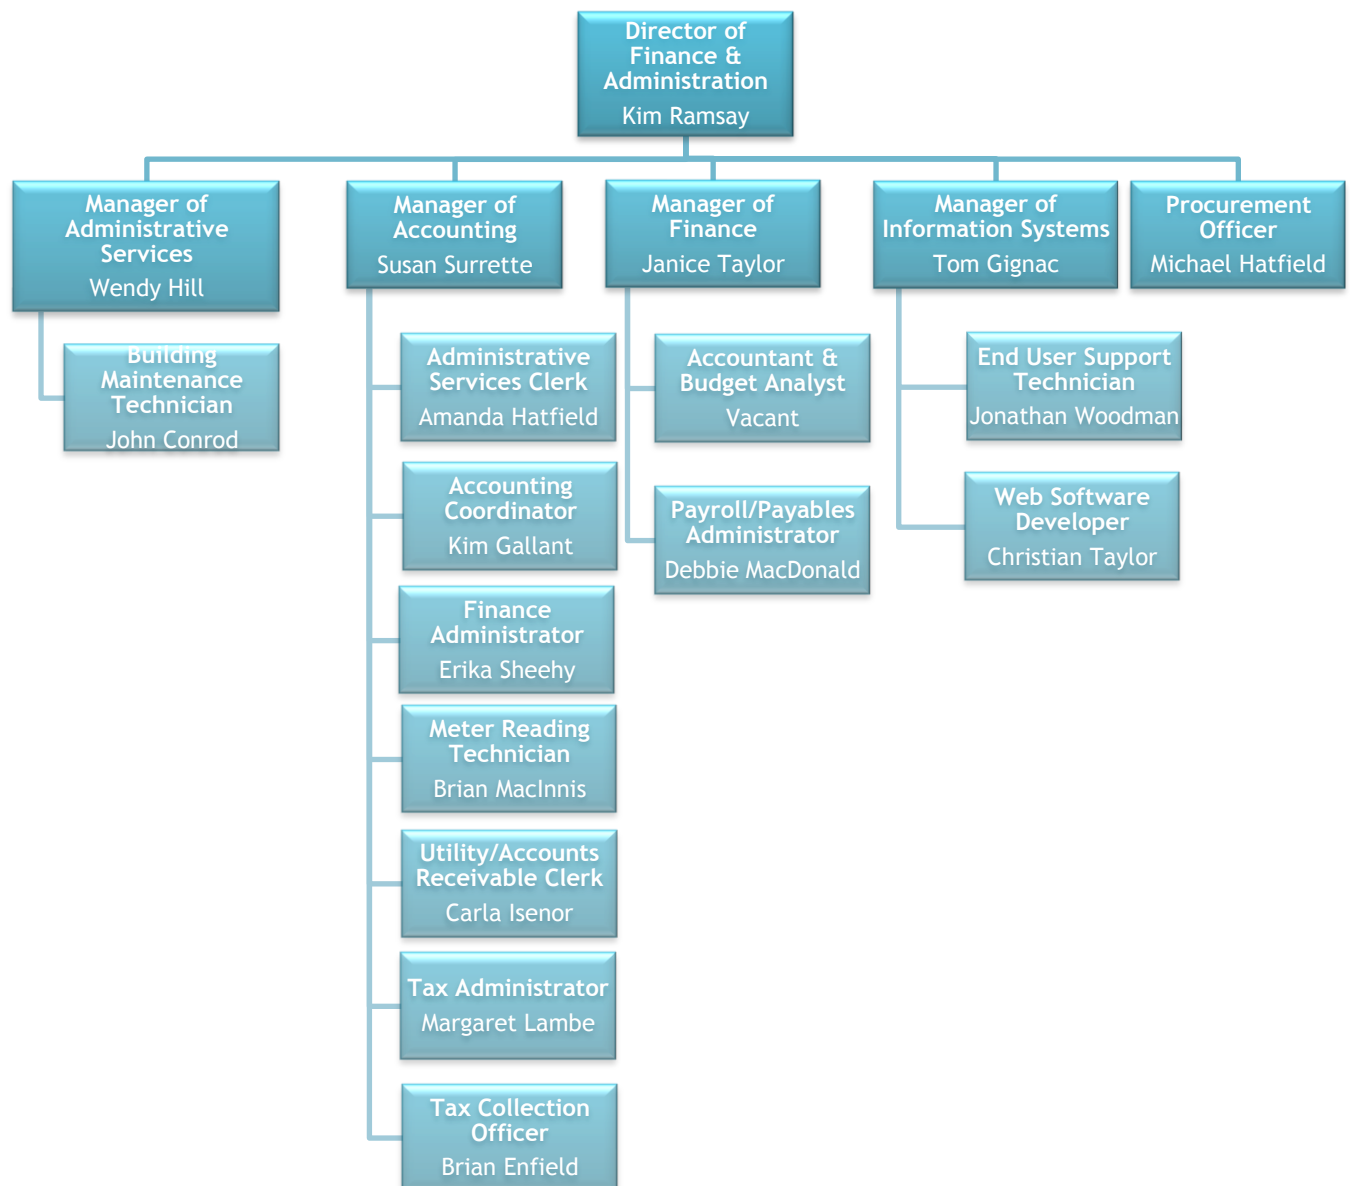 Director of
Finance &
Administration
Kim Ramsay
Manager of
Administrative
Services
Wendy Hill
Manager of
Accounting
Susan Surrette
Manager of
Finance
Janice Taylor
Manager of
Information Systems
Tom Gignac
Procurement
Officer
Michael Hatfield
Building
Maintenance
Technician
John Conrod
Administrative
Services Clerk
Amanda Hatfield
Accounting
Coordinator
Kim Gallant
Finance
Administrator
Erika Sheehy
Meter Reading
Technician
Brian MacInnis
Utility/Accounts
Receivable Clerk
Carla Isenor
Tax Administrator
Margaret Lambe
Tax Collection
Officer
Brian Enfield
Accountant &
Budget Analyst
Vacant
Payroll/Payables
Administrator
Debbie MacDonald
End User Support
Technician
Jonathan Woodman
Web Software
Developer
Christian Taylor